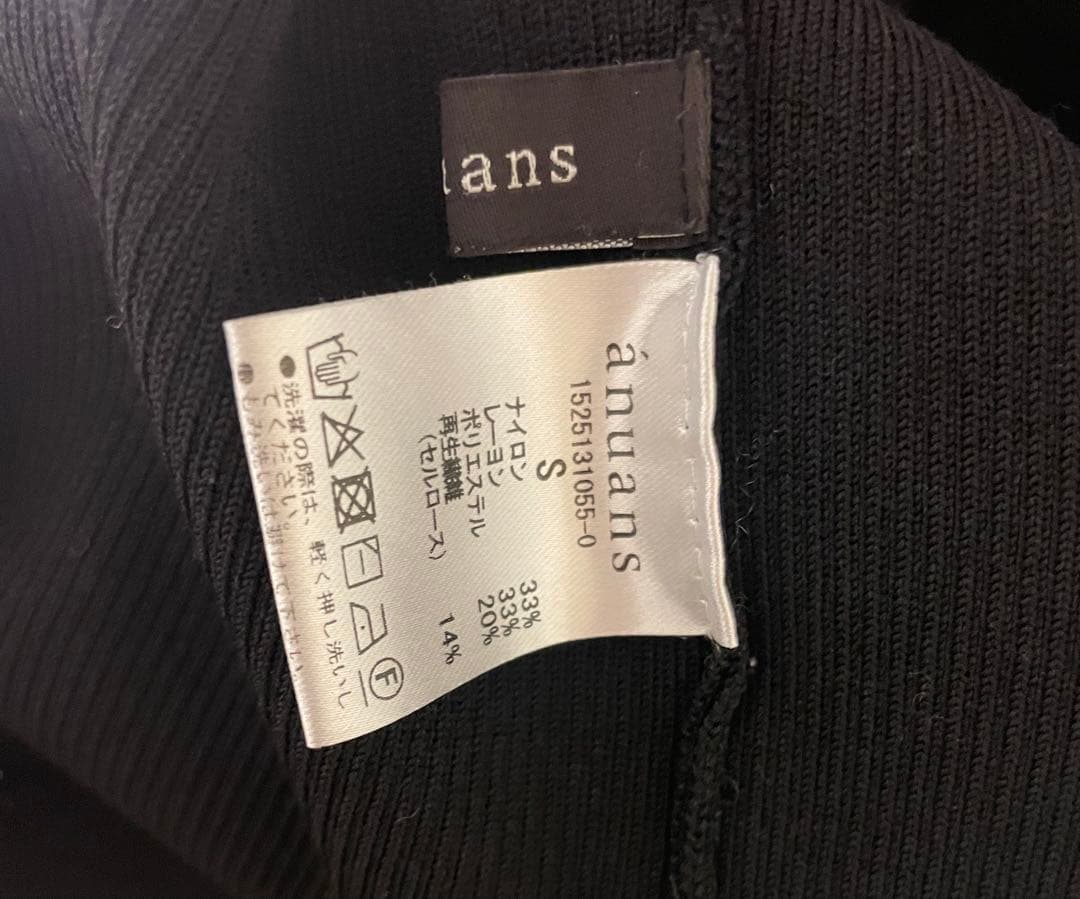 ans
ánuans
1525131055-0
S
ナイロン 33%
レーヨン 33%
ポリエステル 20%
再生繊維
(セルロース) 14%
F
●洗濯の際は、軽く押し洗いし
てください。